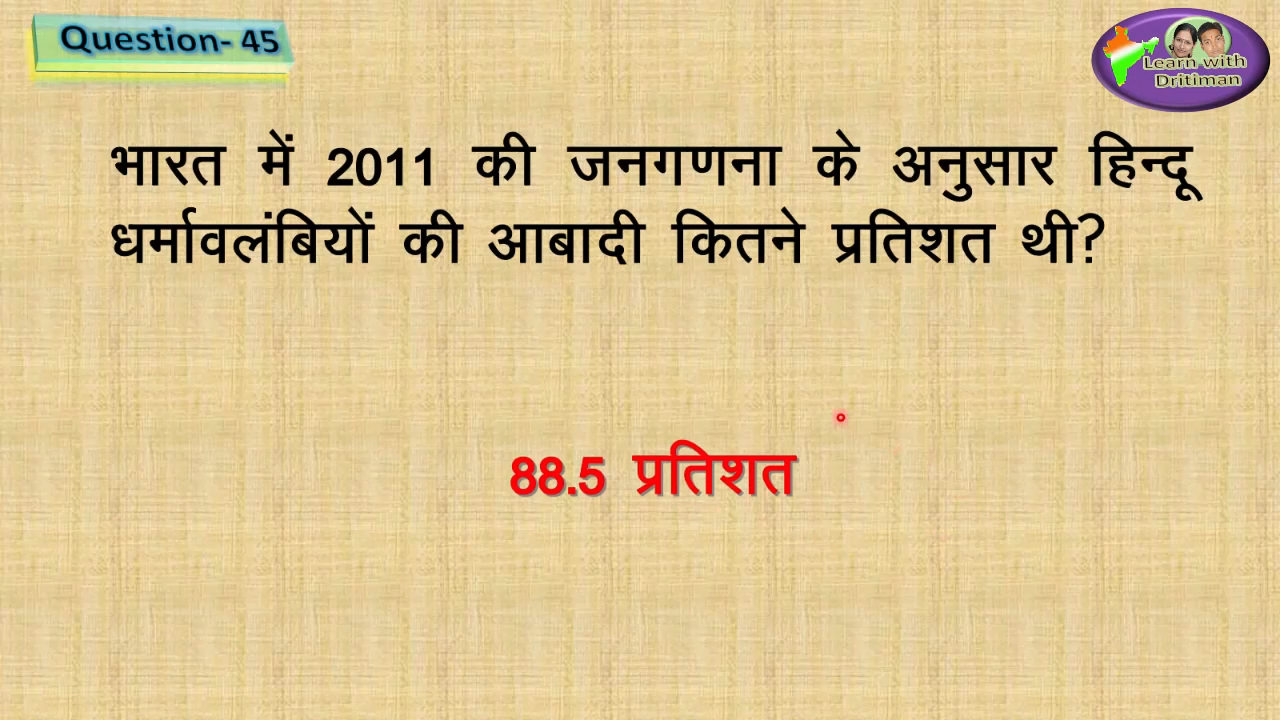 Question- 45
Learn with
Dritiman
भारत में 2011 की जनगणना के अनुसार हिन्दू
धर्मावलंबियों की आबादी कितने प्रतिशत थी?
88.5 प्रतिशत